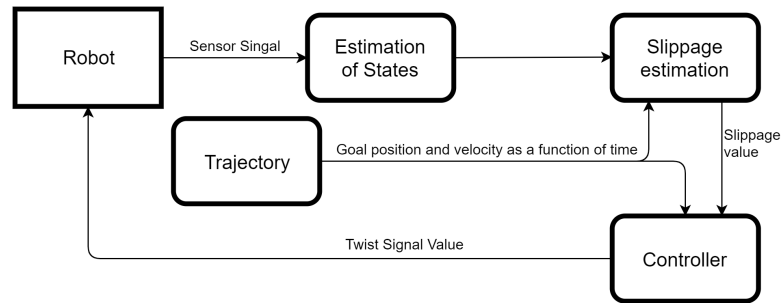 Robot
Sensor Singal
Estimation
of States
Slippage
estimation
Trajectory
Goal position and velocity as a function of time
Slippage
value
Twist Signal Value
Controller